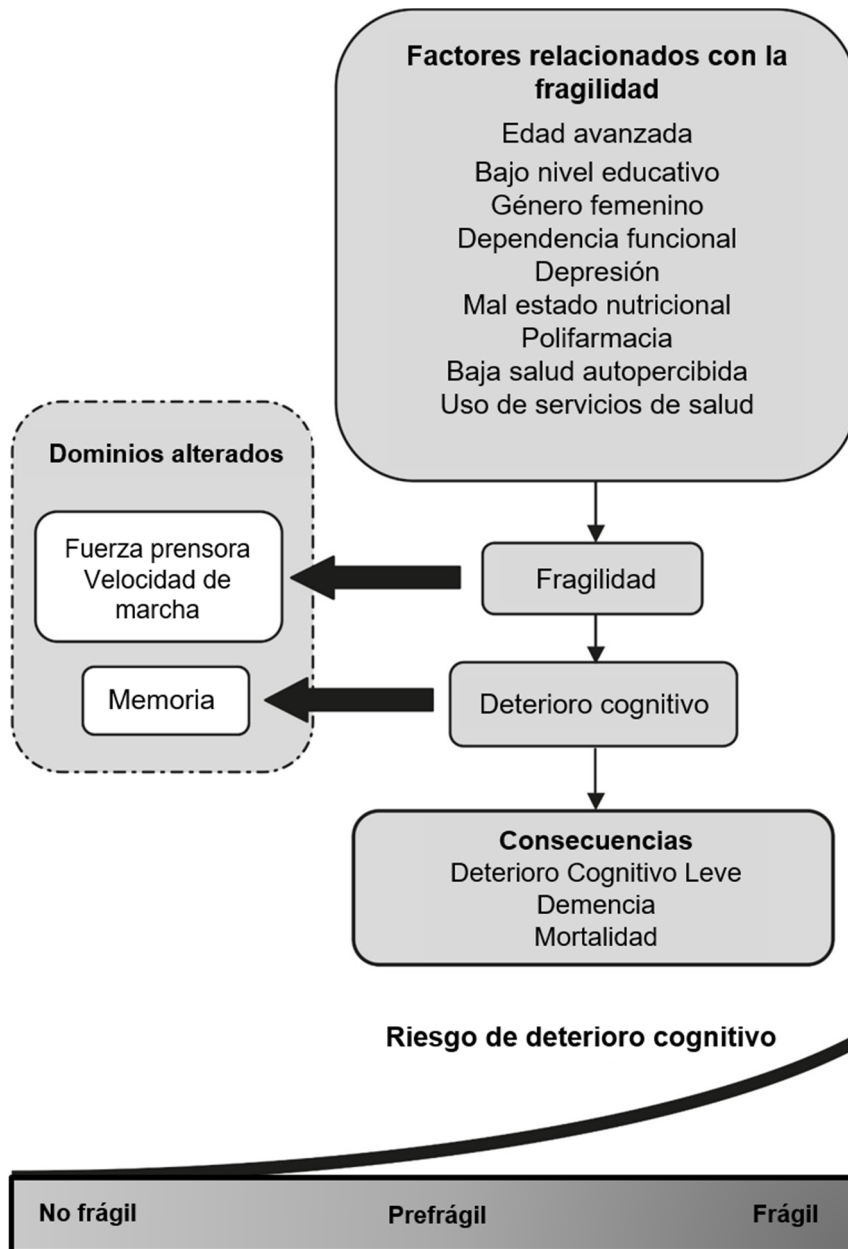 Factores relacionados con la
fragilidad
Edad avanzada
Bajo nivel educativo
Género femenino
Dependencia funcional
Depresión
Mal estado nutricional
Polifarmacia
Baja salud autopercibida
Uso de servicios de salud
Dominios alterados
Fuerza prensora
Velocidad de
marcha
Fragilidad
Memoria
Deterioro cognitivo
Consecuencias
Deterioro Cognitivo Leve
Demencia
Mortalidad
Riesgo de deterioro cognitivo
No frágil
Prefrágil
Frágil